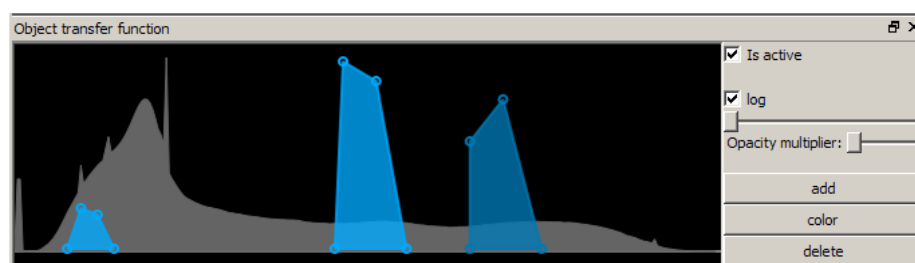 Object transfer function
Is active
log
Opacity multiplier:
add
color
delete